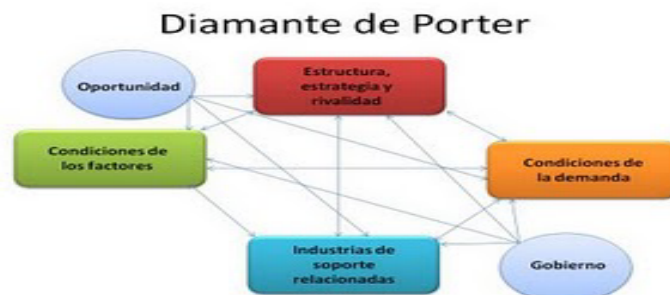 Diamante de Porter
Oportunidad
Estructura,
estrategia y
rivalidad
Condiciones de
los factores
Condiciones de
la demanda
Industrias de
soporte
relacionadas
Gobierno